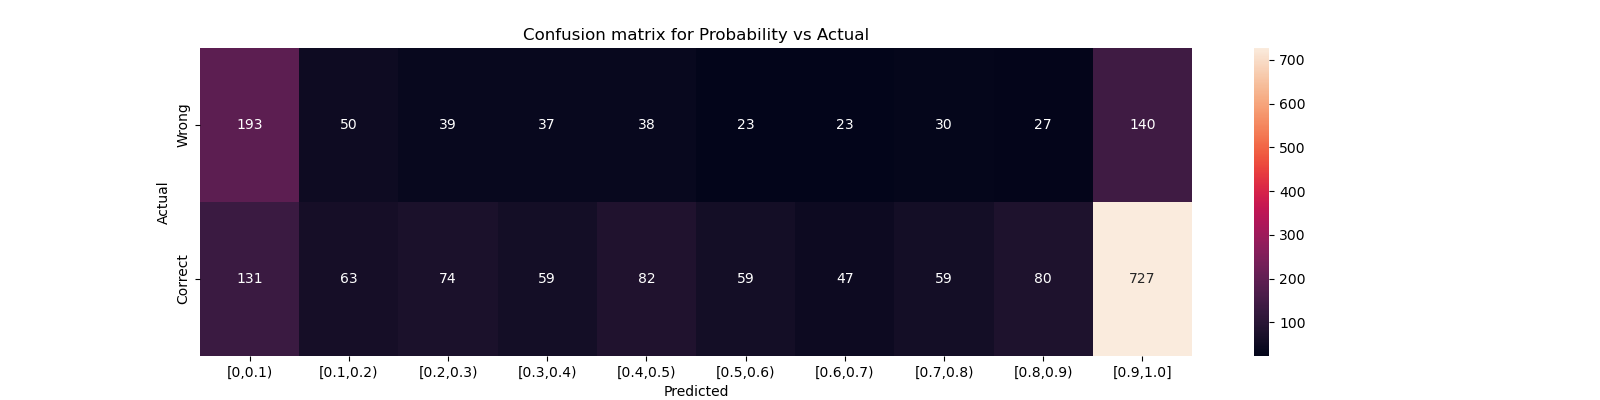 Confusion matrix for Probability vs Actual
Actual
Wrong
193 50 39 37 38 23 23 30 27 140
Correct
131 63 74 59 82 59 47 59 80 727
[0,0.1) [0.1,0.2) [0.2,0.3) [0.3,0.4) [0.4,0.5) [0.5,0.6) [0.6,0.7) [0.7,0.8) [0.8,0.9) [0.9,1.0]
Predicted
700
600
500
400
300
200
100